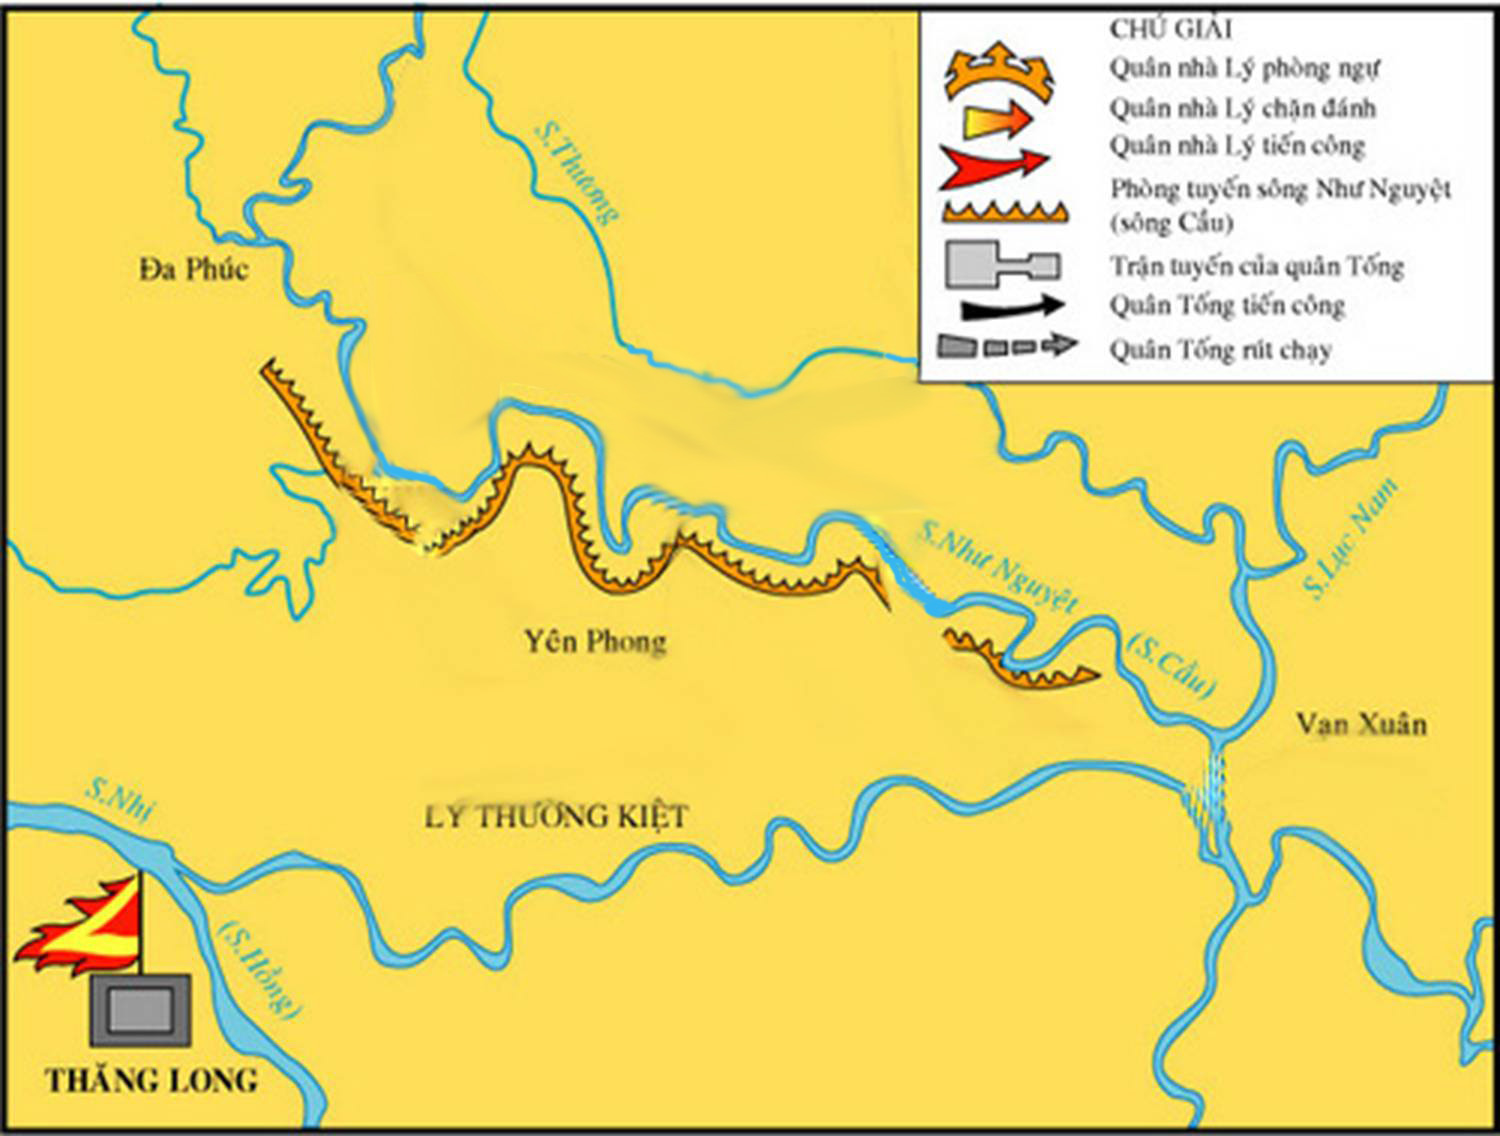 CHÚ GIẢI
Quân nhà Lý phòng ngự
Quân nhà Lý chặn đánh
Quân nhà Lý tiến công
Phòng tuyến sông Như Nguyệt
(sông Cầu)
Trận tuyến của quân Tống
Quân Tống tiến công
Quân Tống rút chạy
S.Thương
Đa Phúc
S.Lục Nam
S.Như Nguyệt
(S.Cầu)
Yên Phong
Vạn Xuân
S.Nhị
LÝ THƯỜNG KIỆT
(S.Hồng)
THĂNG LONG